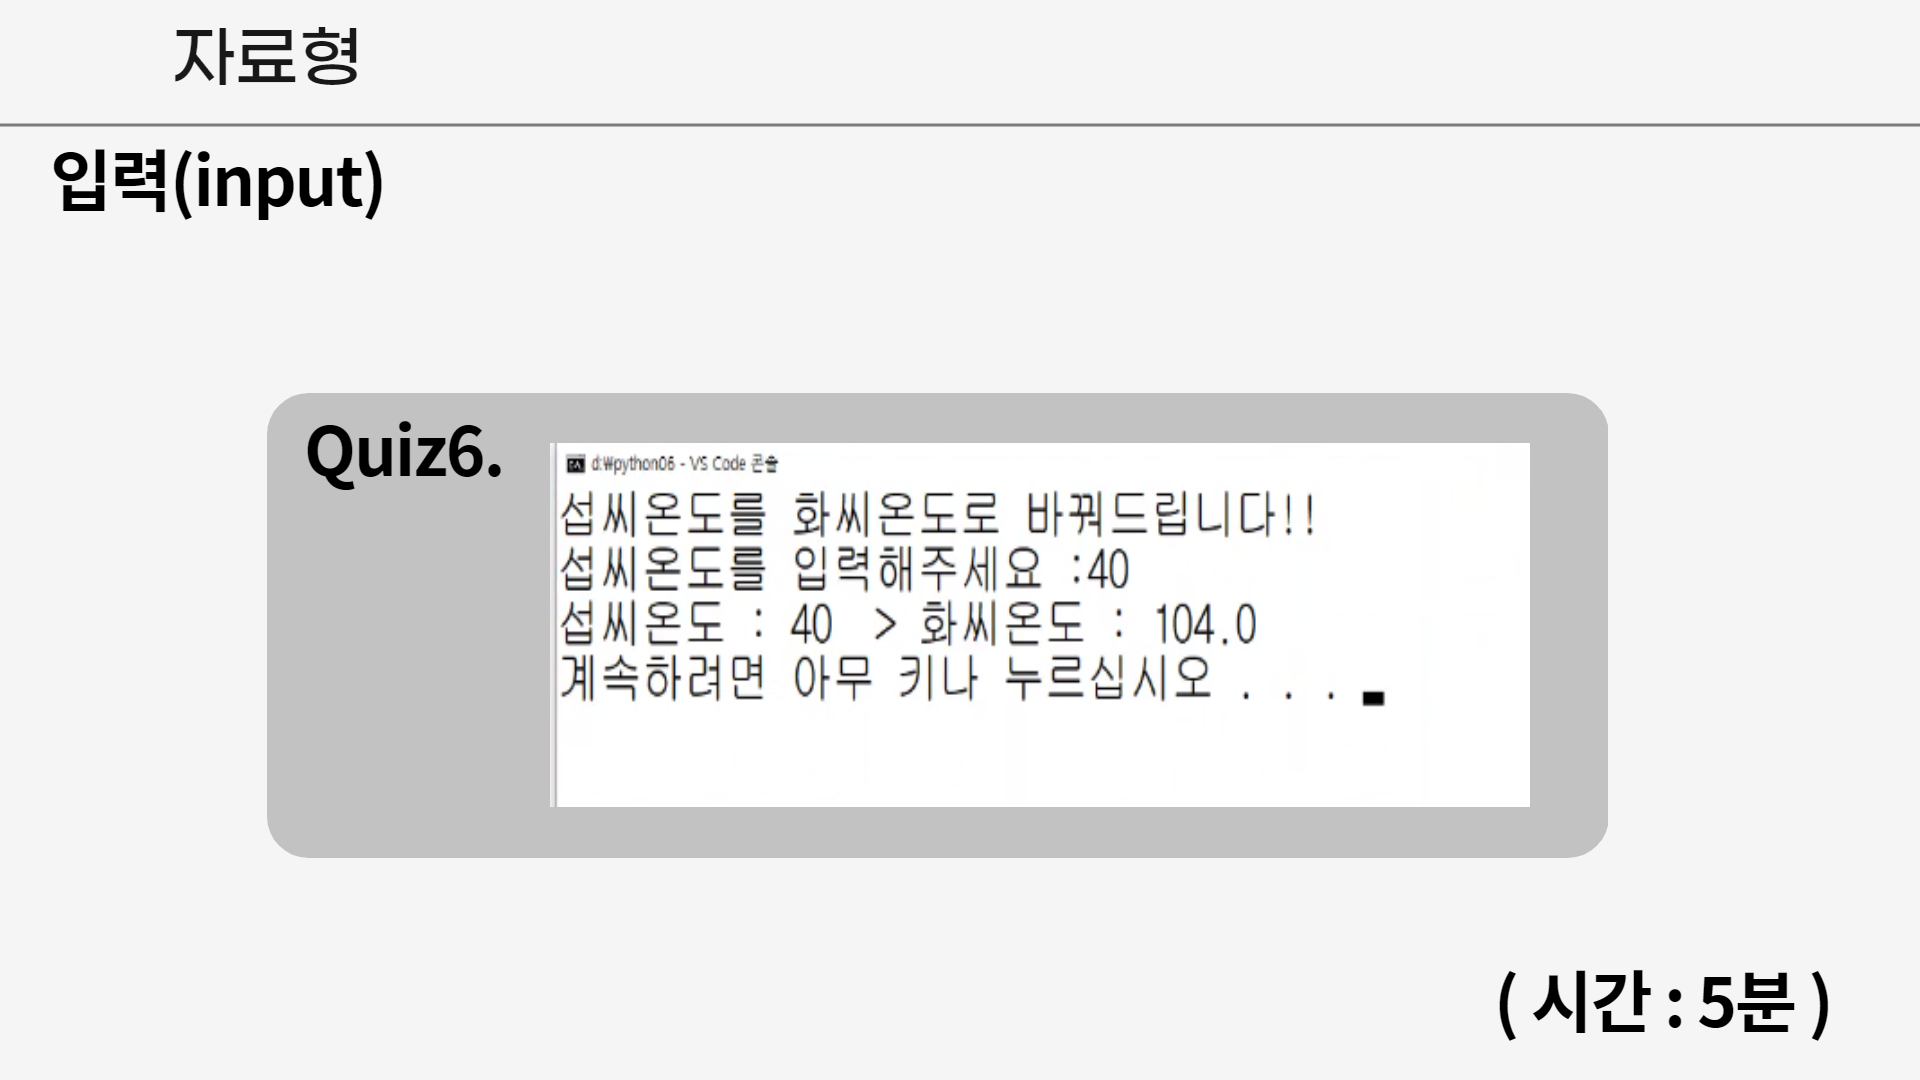 자료형
입력(input)
Quiz6.
d:₩python06 - VS Code 콘솔
섭씨온도를 화씨온도로 바꿔드립니다!!
섭씨온도를 입력해주세요 :40
섭씨온도 : 40 > 화씨온도 : 104.0
계속하려면 아무 키나 누르십시오 . . .
( 시간 : 5분 )